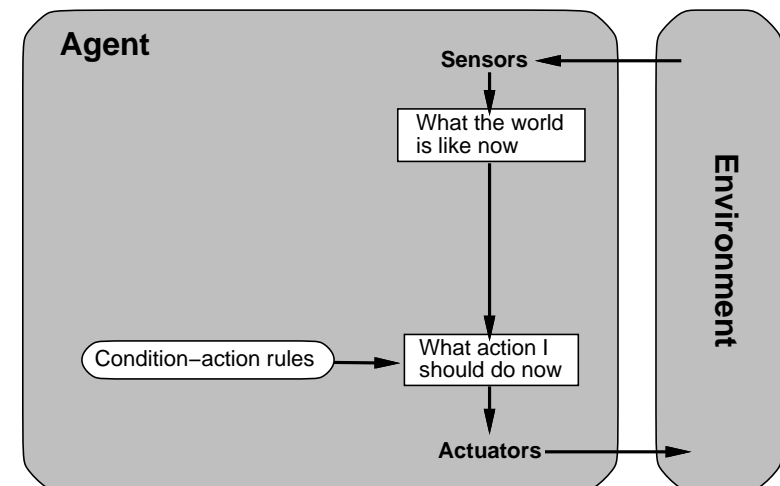 Agent
Sensors
What the world
is like now
Environment
Condition−action rules
What action I
should do now
Actuators